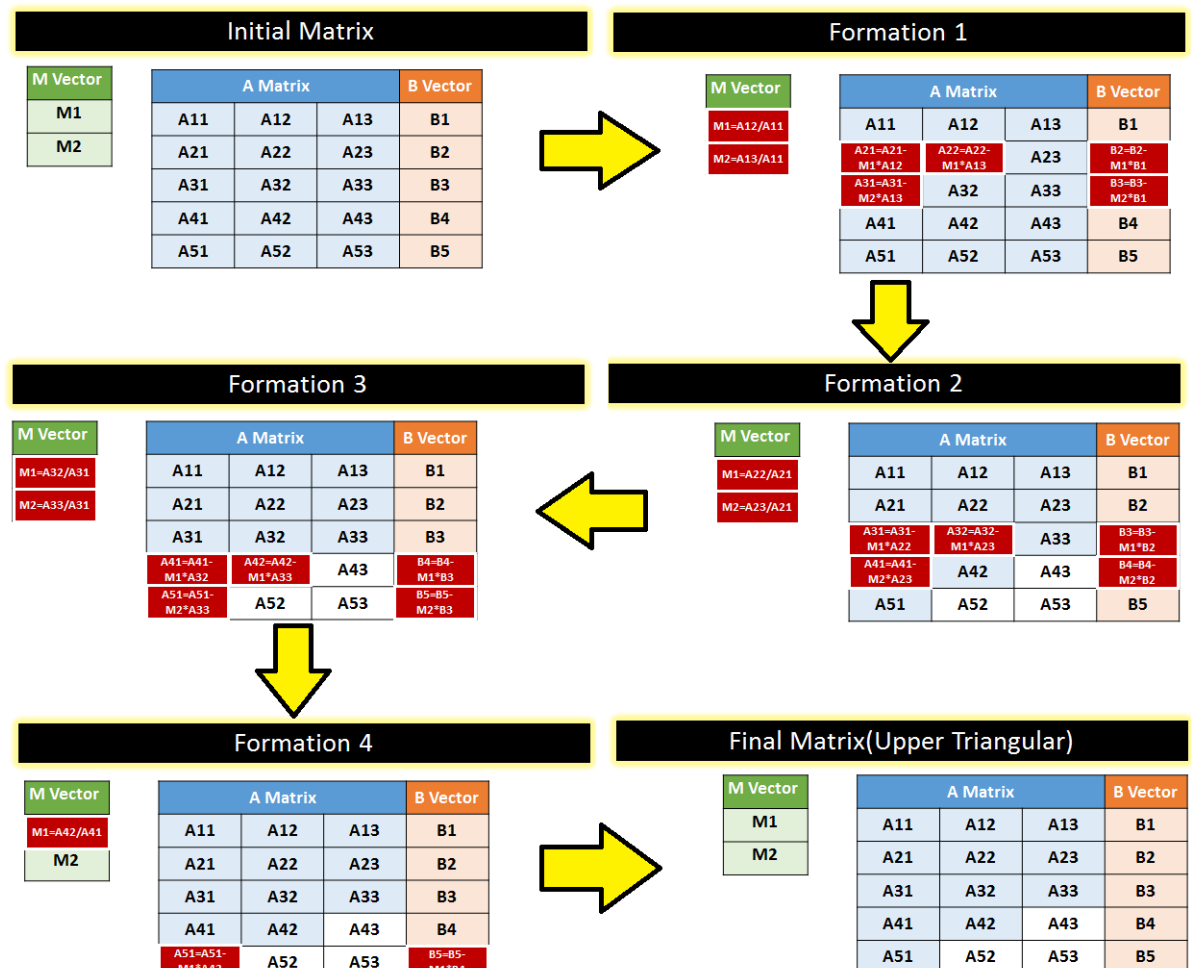 Initial Matrix
M Vector
M1
M2
A Matrix B Vector
A11 A12 A13 B1
A21 A22 A23 B2
A31 A32 A33 B3
A41 A42 A43 B4
A51 A52 A53 B5
Formation 1
M Vector
M1=A12/A11
M2=A13/A11
A Matrix B Vector
A11 A12 A13 B1
A21=A21- A22=A22- A23 B2=B2-
M1*A12 M1*A13 M1*B1
A31=A31- A32 A33 B3=B3-
M2*A13 M2*B1
A41 A42 A43 B4
A51 A52 A53 B5
Formation 3
M Vector
M1=A32/A31
M2=A33/A31
A Matrix B Vector
A11 A12 A13 B1
A21 A22 A23 B2
A31 A32 A33 B3
A41=A41- A42=A42- A43 B4=B4-
M1*A32 M1*A33 M1*B3
A51=A51- A52 A53 B5=B5-
M2*A33 M2*B3
Formation 2
M Vector
M1=A22/A21
M2=A23/A21
A Matrix B Vector
A11 A12 A13 B1
A21 A22 A23 B2
A31=A31- A32=A32- A33 B3=B3-
M1*A22 M1*A23 M1*B2
A41=A41- A42 A43 B4=B4-
M2*A23 M2*B2
A51 A52 A53 B5
Formation 4
M Vector
M1=A42/A41
M2
A Matrix B Vector
A11 A12 A13 B1
A21 A22 A23 B2
A31 A32 A33 B3
A41 A42 A43 B4
A51=A51- A52 A53 B5=B5-
Final Matrix(Upper Triangular)
M Vector
M1
M2
A Matrix B Vector
A11 A12 A13 B1
A21 A22 A23 B2
A31 A32 A33 B3
A41 A42 A43 B4
A51 A52 A53 B5